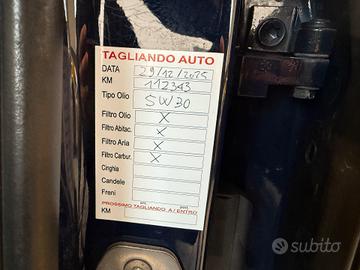 TAGLIANDO AUTO
DATA 29/12/2025
KM 112343
Tipo Olio 5W30
Filtro Olio X
Filtro Abitac. X
Filtro Aria X
Filtro Carbur. X
Cinghia
Candele
Freni
PROSSIMO TAGLIANDO A / ENTRO
KM
subito